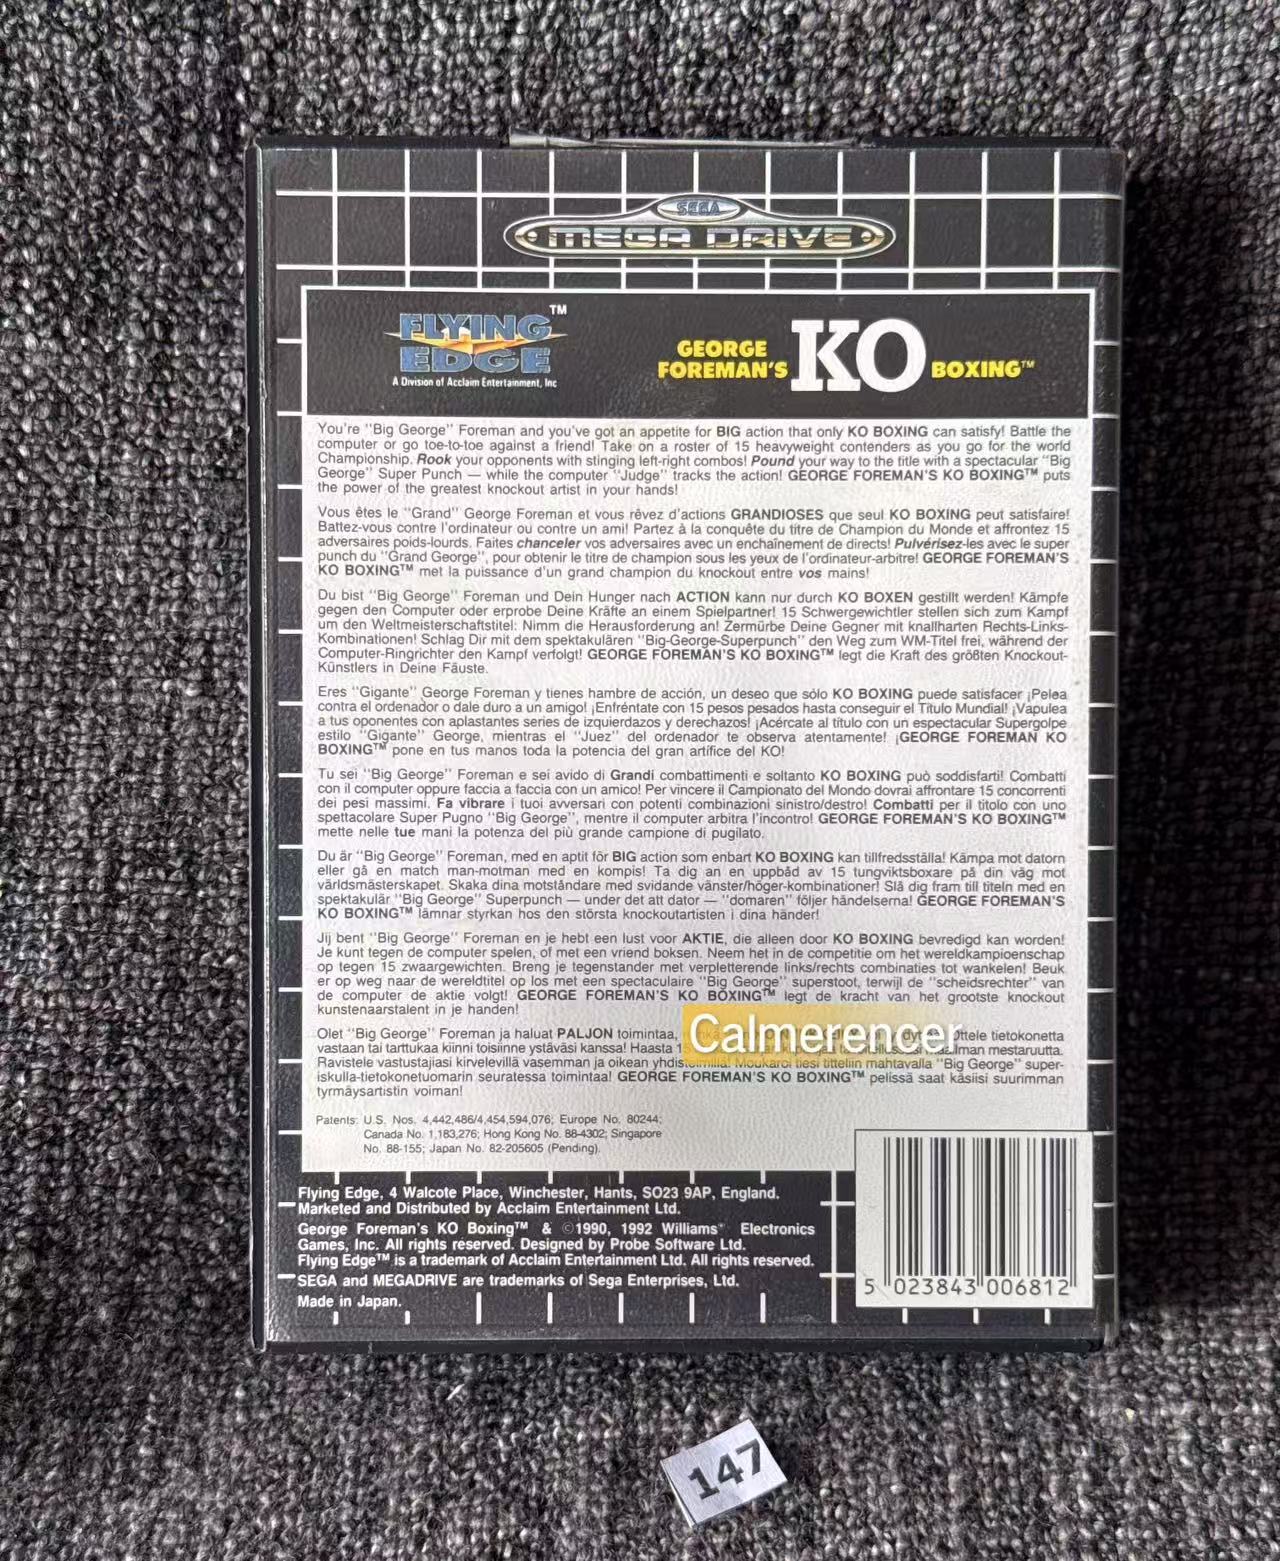 SEGA
MEGA DRIVE
FLYING EDGE™
A Division of Acclaim Entertainment, Inc
GEORGE FOREMAN'S KO BOXING™
You're "Big George" Foreman and you've got an appetite for BIG action that only KO BOXING can satisfy! Battle the
computer or go toe-to-toe against a friend! Take on a roster of 15 heavyweight contenders as you go for the world
Championship. Rook your opponents with stinging left-right combos! Pound your way to the title with a spectacular "Big
George" Super Punch — while the computer "Judge" tracks the action! GEORGE FOREMAN'S KO BOXING™ puts
the power of the greatest knockout artist in your hands!
Vous êtes le "Grand" George Foreman et vous rêvez d'actions GRANDIOSES que seul KO BOXING peut satisfaire!
Battez-vous contre l'ordinateur ou contre un ami! Partez à la conquête du titre de Champion du Monde et affrontez 15
adversaires poids-lourds. Faites chanceler vos adversaires avec un enchaînement de directs! Pulvérisez-les avec le super
punch du "Grand George", pour obtenir le titre de champion sous les yeux de l'ordinateur-arbitre! GEORGE FOREMAN'S
KO BOXING™ met la puissance d'un grand champion du knockout entre vos mains!
Du bist "Big George" Foreman und Dein Hunger nach ACTION kann nur durch KO BOXEN gestillt werden! Kämpfe
gegen den Computer oder erprobe Deine Kräfte an einem Spielpartner! 15 Schwergewichtler stellen sich zum Kampf
um den Weltmeisterschaftstitel: Nimm die Herausforderung an! Zermürbe Deine Gegner mit knallharten Rechts-Links-
Kombinationen! Schlag Dir mit dem spektakulären "Big-George-Superpunch" den Weg zum WM-Titel frei, während der
Computer-Ringrichter den Kampf verfolgt! GEORGE FOREMAN'S KO BOXING™ legt die Kraft des größten Knockout-
Künstlers in Deine Fäuste.
Eres "Gigante" George Foreman y tienes hambre de acción, un deseo que sólo KO BOXING puede satisfacer ¡Pelea
contra el ordenador o dale duro a un amigo! ¡Enfréntate con 15 pesos pesados hasta conseguir el Título Mundial! ¡Vapulea
a tus oponentes con aplastantes series de izquierdazos y derechazos! ¡Acércate al título con un espectacular Supergolpe
estilo "Gigante" George, mientras el "Juez" del ordenador te observa atentamente! ¡GEORGE FOREMAN KO
BOXING™ pone en tus manos toda la potencia del gran artífice del KO!
Tu sei "Big George" Foreman e sei avido di Grandi combattimenti e soltanto KO BOXING può soddisfarti! Combatti
con il computer oppure faccia a faccia con un amico! Per vincere il Campionato del Mondo dovrai affrontare 15 concorrenti
dei pesi massimi. Fa vibrare i tuoi avversari con potenti combinazioni sinistro/destro! Combatti per il titolo con uno
spettacolare Super Pugno "Big George", mentre il computer arbitra l'incontro! GEORGE FOREMAN'S KO BOXING™
mette nelle tue mani la potenza del più grande campione di pugilato.
Du är "Big George" Foreman, med en aptit för BIG action som enbart KO BOXING kan tillfredsställa! Kämpa mot datorn
eller gå en match man-motman med en kompis! Ta dig an en uppbåd av 15 tungviktsboxare på din väg mot
världsmästerskapet. Skaka dina motståndare med svidande vänster/höger-kombinationer! Slå dig fram till titeln med en
spektakulär "Big George" Superpunch — under det att dator — "domaren" följer händelserna! GEORGE FOREMAN'S
KO BOXING™ lämnar styrkan hos den största knockoutartisten i dina händer!
Jij bent "Big George" Foreman en je hebt een lust voor AKTIE, die alleen door KO BOXING bevredigd kan worden!
Je kunt tegen de computer spelen, of met een vriend boksen. Neem het in de competitie om het wereldkampioenschap
op tegen 15 zwaargewichten. Breng je tegenstander met verpletterende links/rechts combinaties tot wankelen! Beuk
er op weg naar de wereldtitel op los met een spectaculaire "Big George" superstoot, terwijl de "scheidsrechter" van
de computer de aktie volgt! GEORGE FOREMAN'S KO BOXING™ legt de kracht van het grootste knockout
kunstenaarstalent in je handen!
Calmerencer
Olet "Big George" Foreman ja haluat PALJON toimintaa, tietokonetta
vastaan tai tarttukaa kiinni toisiinne ystäväsi kanssa! Haasta mestaruutta.
Ravistele vastustajiasi kirvelevillä vasemman ja oikean Moukaroi tiesi titteliin mahtavalla "Big George" super-
iskulla-tietokonetuomarin seuratessa toimintaa! GEORGE FOREMAN'S KO BOXING™ pelissä saat käsiisi suurimman
tyrmäysartistin voiman!
Patents: U.S. Nos. 4,442,486/4,454,594,076; Europe No. 80244;
Canada No. 1,183,276; Hong Kong No. 88-4302; Singapore
No. 88-155; Japan No. 82-205605 (Pending).
Flying Edge, 4 Walcote Place, Winchester, Hants, SO23 9AP, England.
Marketed and Distributed by Acclaim Entertainment Ltd.
George Foreman's KO Boxing™ & ©1990, 1992 Williams® Electronics
Games, Inc. All rights reserved. Designed by Probe Software Ltd.
Flying Edge™ is a trademark of Acclaim Entertainment Ltd. All rights reserved.
SEGA and MEGADRIVE are trademarks of Sega Enterprises, Ltd.
Made in Japan.
5 023843 006812
147